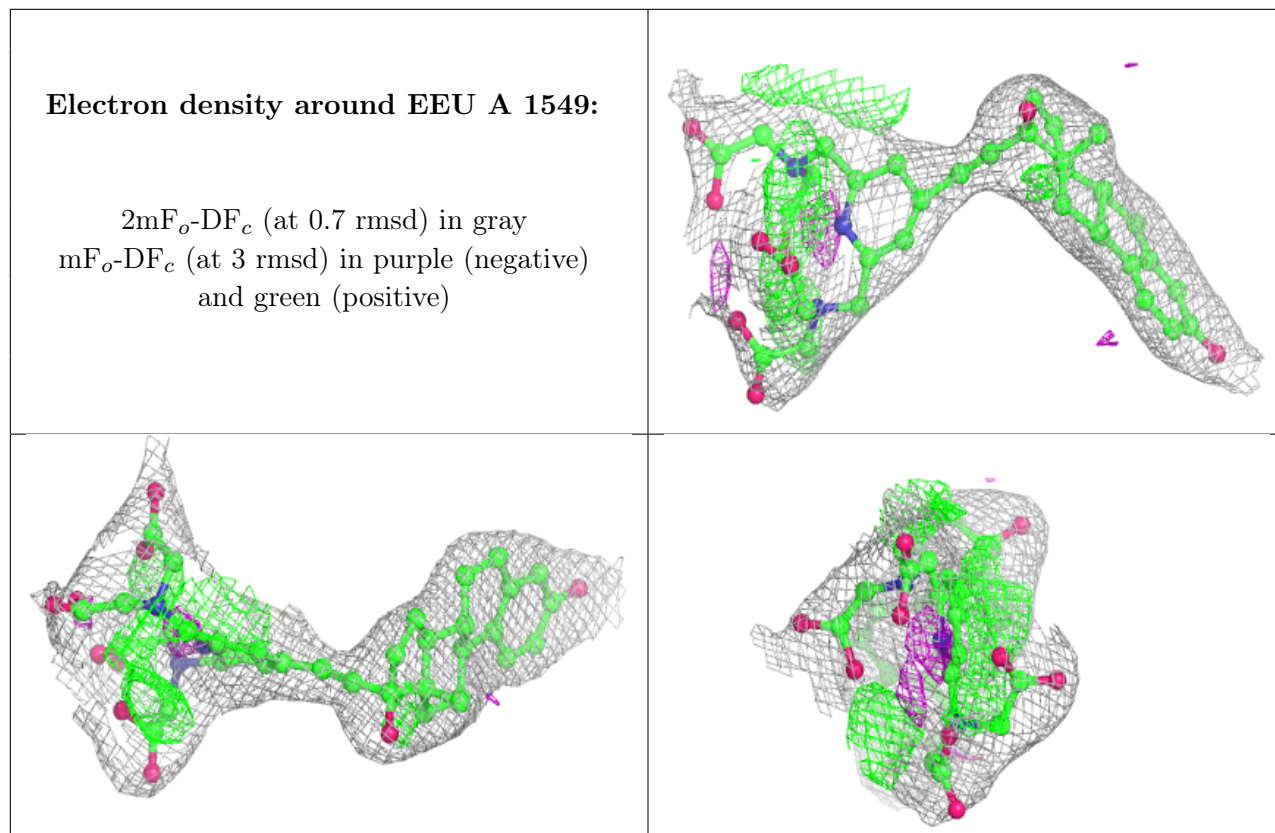 Electron density around EEU A 1549:
2mFo-DFc (at 0.7 rmsd) in gray
mFo-DFc (at 3 rmsd) in purple (negative)
and green (positive)